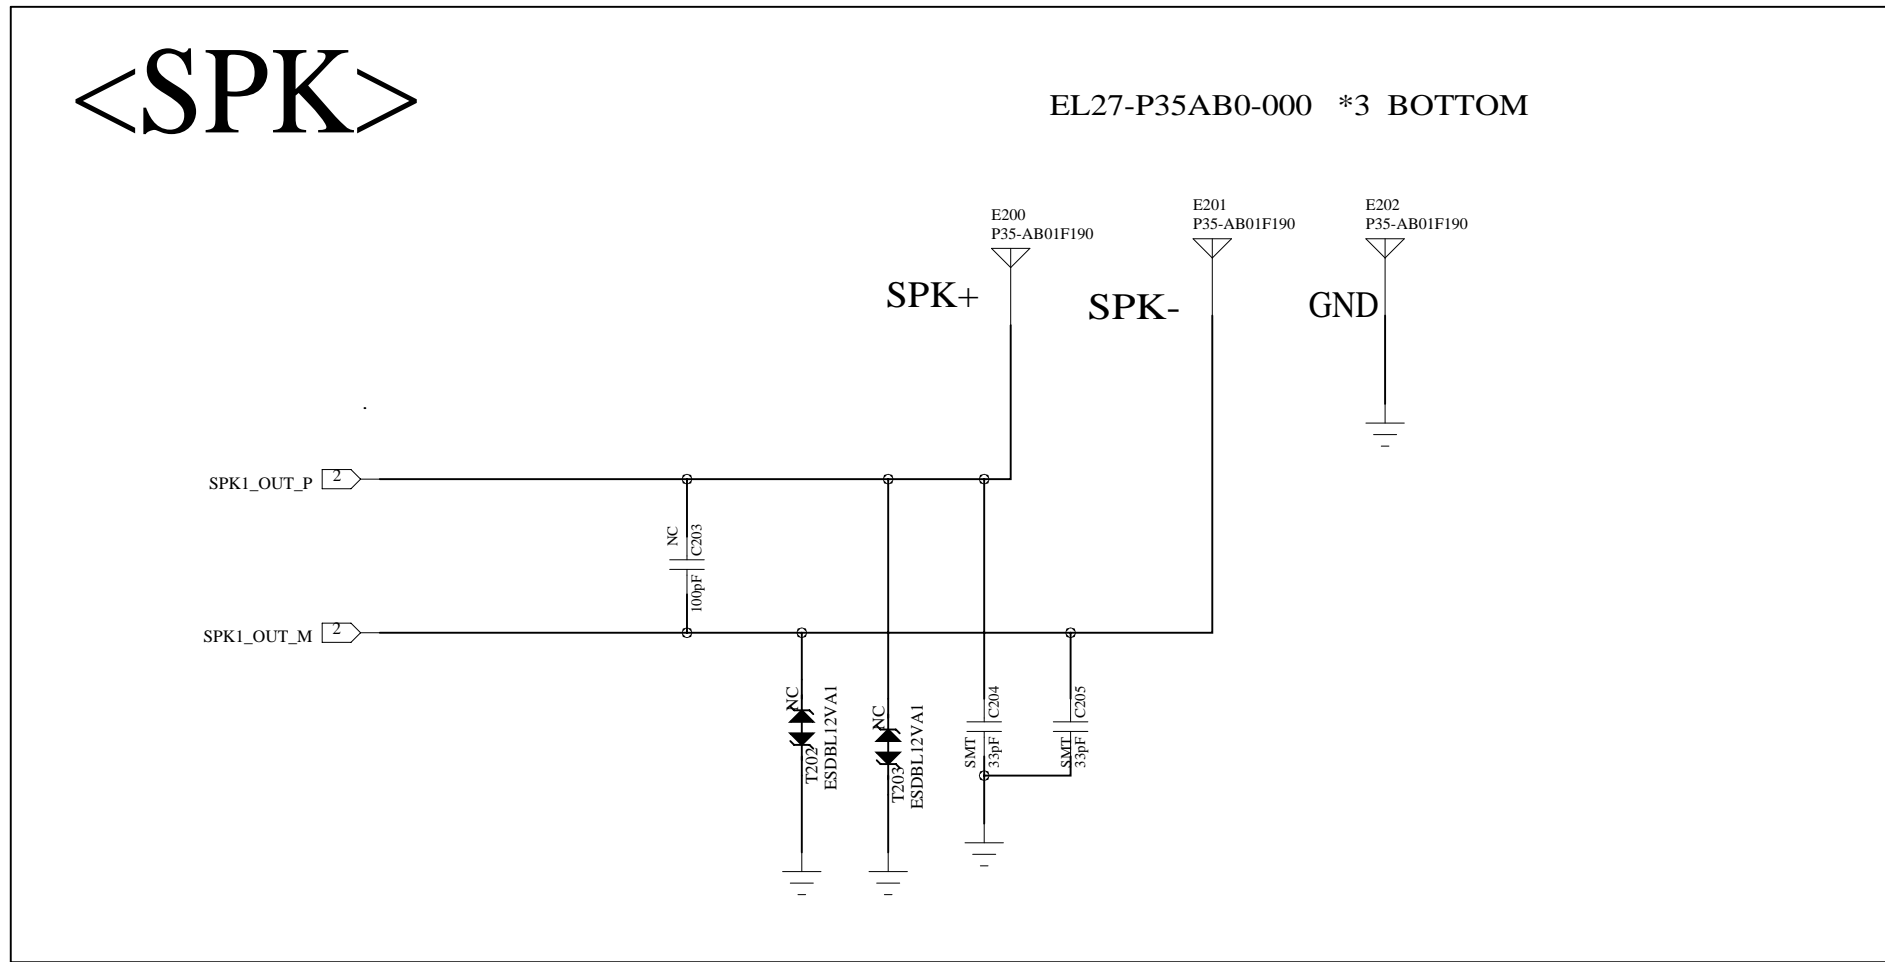 <SPK>
EL27-P35AB0-000 *3 BOTTOM
E200
P35-AB01F190
E201
P35-AB01F190
E202
P35-AB01F190
SPK+
SPK-
GND
SPK1_OUT_P
2
NC
C203
100pF
SPK1_OUT_M
2
NC
T202
ESDBL12VA1
NC
T203
ESDBL12VA1
C204
SMT
33pF
C205
SMT
33pF